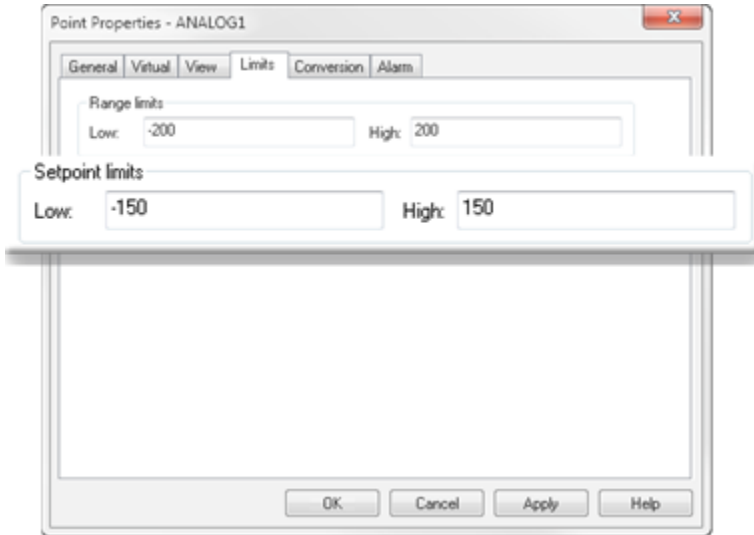 Point Properties - ANALOG1
General Virtual View Limits Conversion Alarm
Range limits
Low: -200 High: 200
Setpoint limits
Low: -150 High: 150
OK Cancel Apply Help